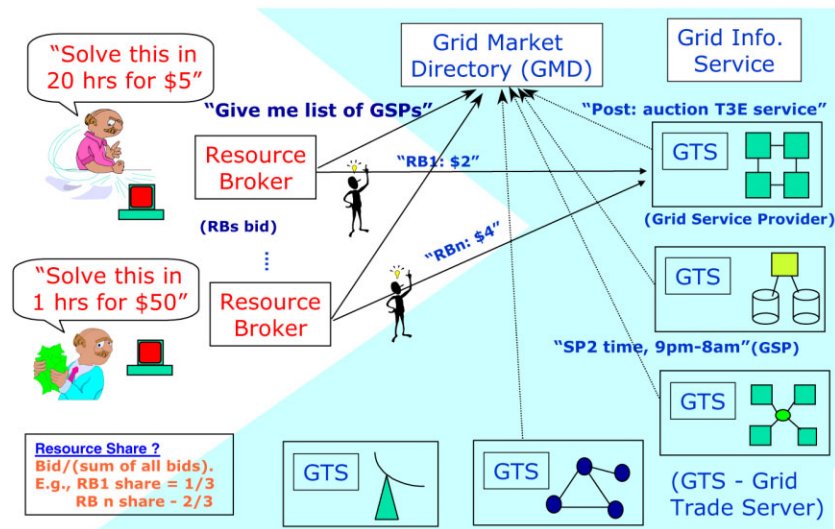 “Solve this in
20 hrs for $5”
Grid Market
Directory (GMD)
Grid Info.
Service
“Give me list of GSPs”
“Post: auction T3E service”
Resource
Broker
“RB1: $2”
GTS
(Grid Service Provider)
(RBs bid)
“RBn: $4”
“Solve this in
1 hrs for $50”
Resource
Broker
GTS
“SP2 time, 9pm-8am”(GSP)
GTS
Resource Share ?
Bid/(sum of all bids).
E.g., RB1 share = 1/3
RB n share - 2/3
GTS
GTS
(GTS - Grid
Trade Server)